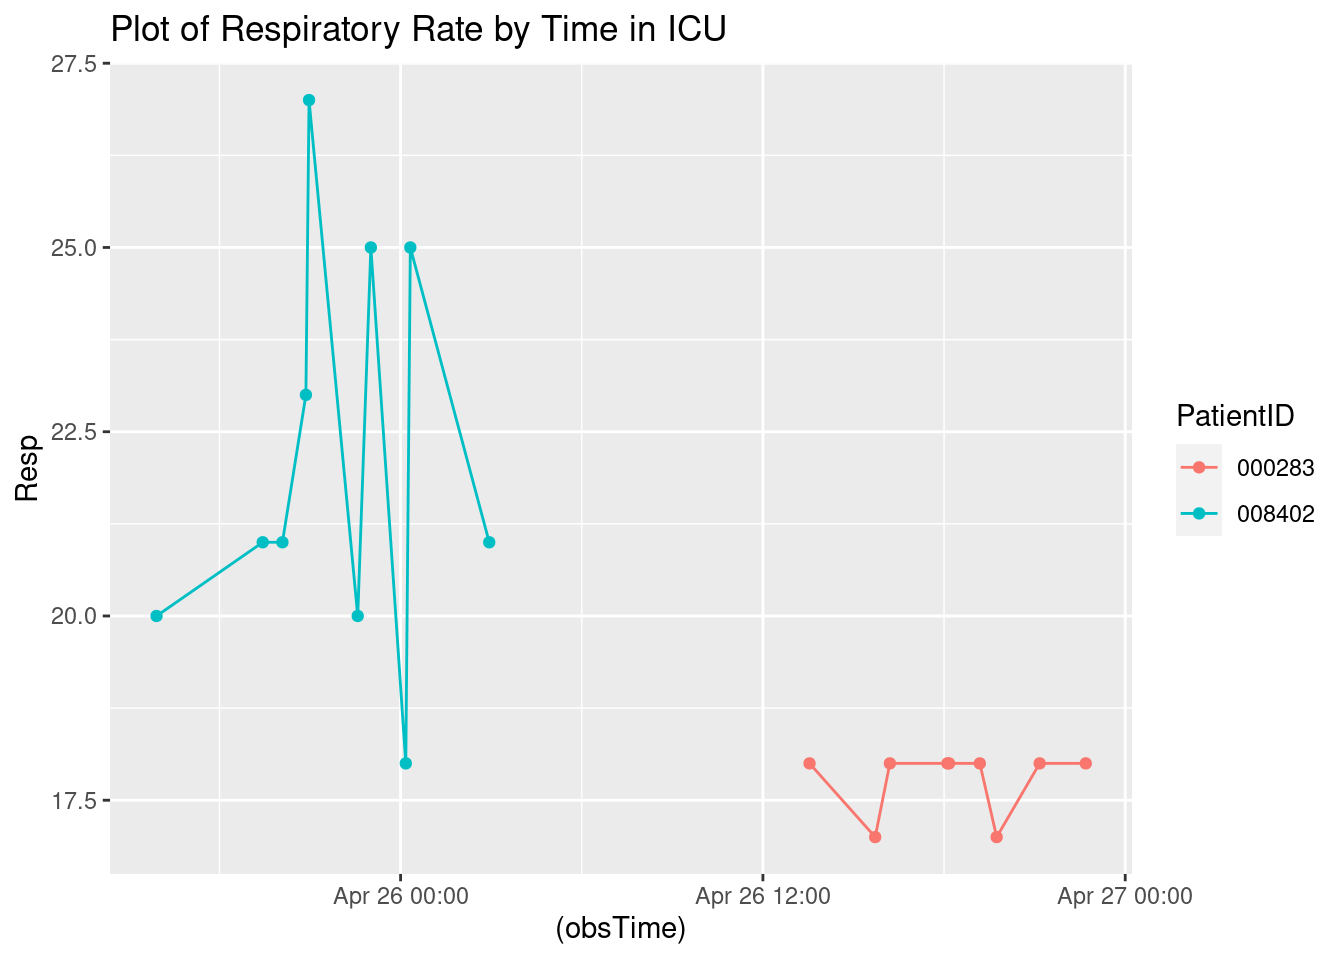 Plot of Respiratory Rate by Time in ICU
27.5
25.0
22.5
20.0
17.5
Resp
Apr 26 00:00
Apr 26 12:00
Apr 27 00:00
(obsTime)
PatientID
000283
008402